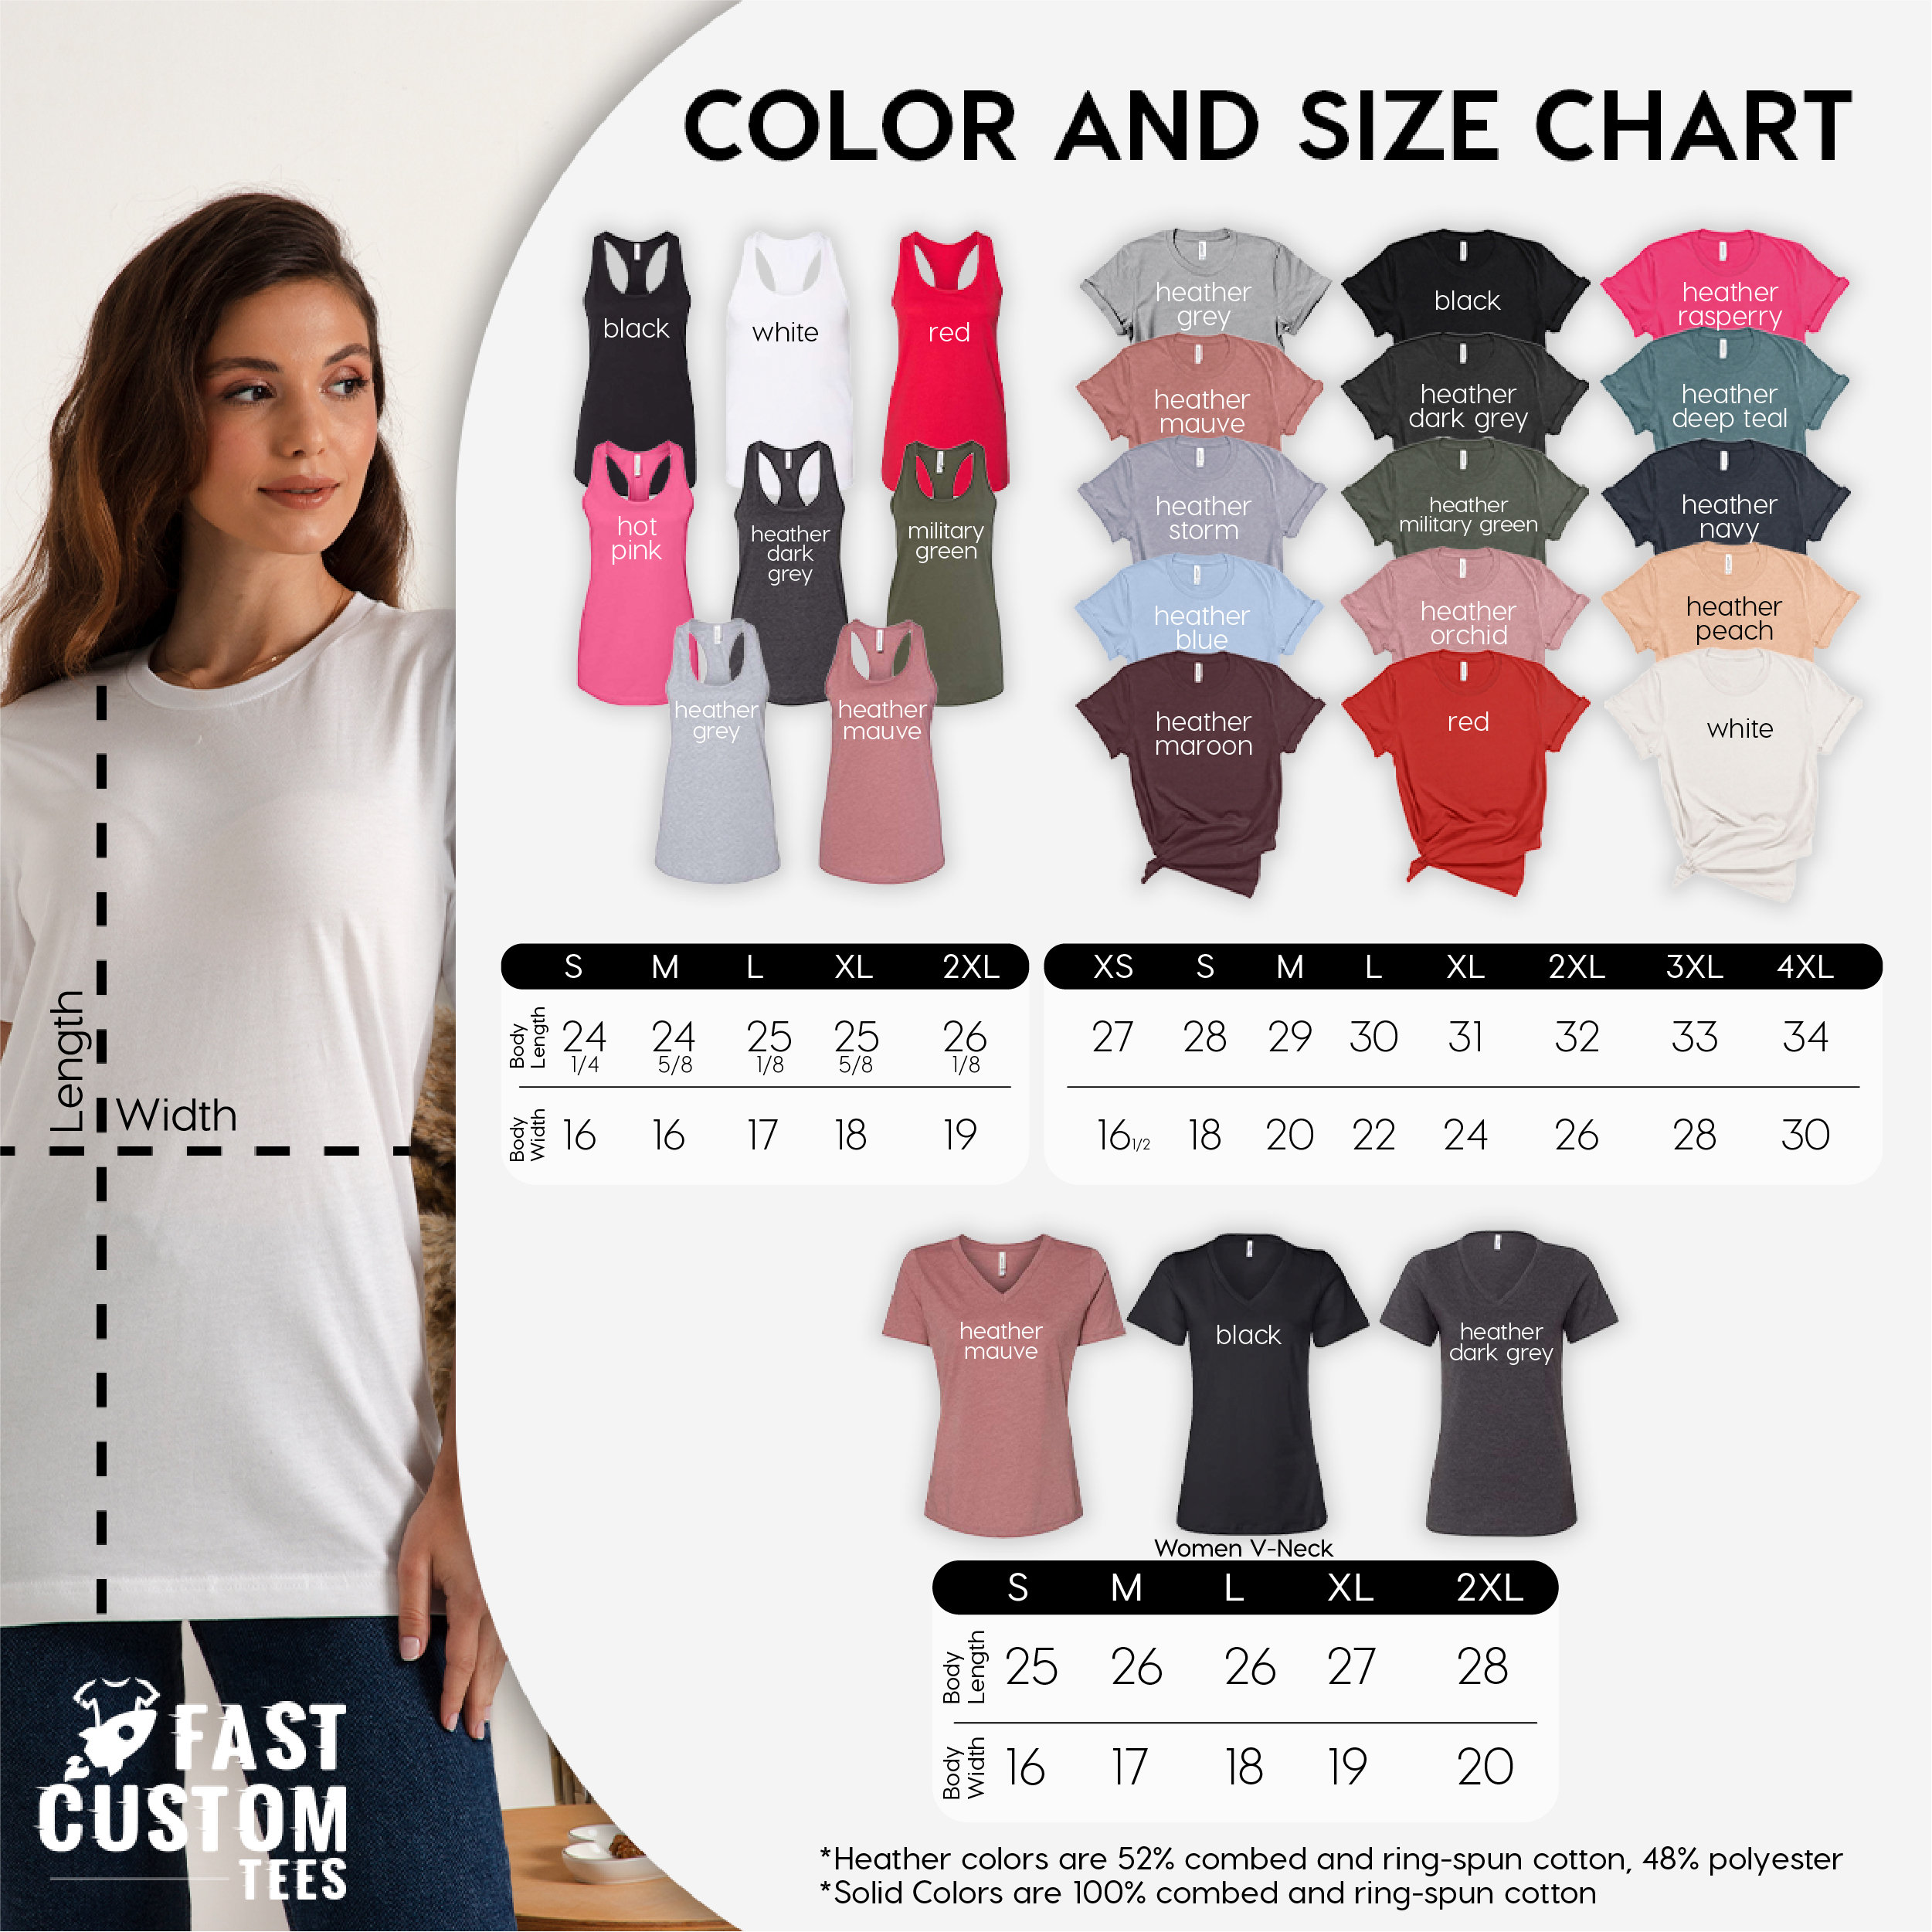 COLOR AND SIZE CHART
black
white
red
hot
pink
heather
dark
grey
military
green
heather
grey
heather
mauve
heather
grey
black
heather
rasperry
heather
mauve
heather
dark grey
heather
deep teal
heather
storm
heather
military green
heather
navy
heather
blue
heather
orchid
heather
peach
heather
maroon
red
white
Length
Width
S M L XL 2XL
Body
Length
24 1/4 24 5/8 25 1/8 25 5/8 26 1/8
Body
Width
16 16 17 18 19
XS S M L XL 2XL 3XL 4XL
27 28 29 30 31 32 33 34
16 1/2 18 20 22 24 26 28 30
heather
mauve
black
heather
dark grey
Women V-Neck
S M L XL 2XL
Body
Length
25 26 26 27 28
Body
Width
16 17 18 19 20
FAST
CUSTOM
TEES
*Heather colors are 52% combed and ring-spun cotton, 48% polyester
*Solid Colors are 100% combed and ring-spun cotton